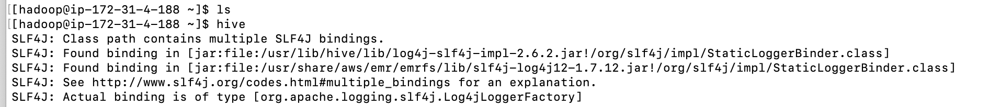 [[hadoop@ip-172-31-4-188 ~]$ ls
[[hadoop@ip-172-31-4-188 ~]$ hive
SLF4J: Class path contains multiple SLF4J bindings.
SLF4J: Found binding in [jar:file:/usr/lib/hive/lib/log4j-slf4j-impl-2.6.2.jar!/org/slf4j/impl/StaticLoggerBinder.class]
SLF4J: Found binding in [jar:file:/usr/share/aws/emr/emrfs/lib/slf4j-log4j12-1.7.12.jar!/org/slf4j/impl/StaticLoggerBinder.class]
SLF4J: See http://www.slf4j.org/codes.html#multiple_bindings for an explanation.
SLF4J: Actual binding is of type [org.apache.logging.slf4j.Log4jLoggerFactory]